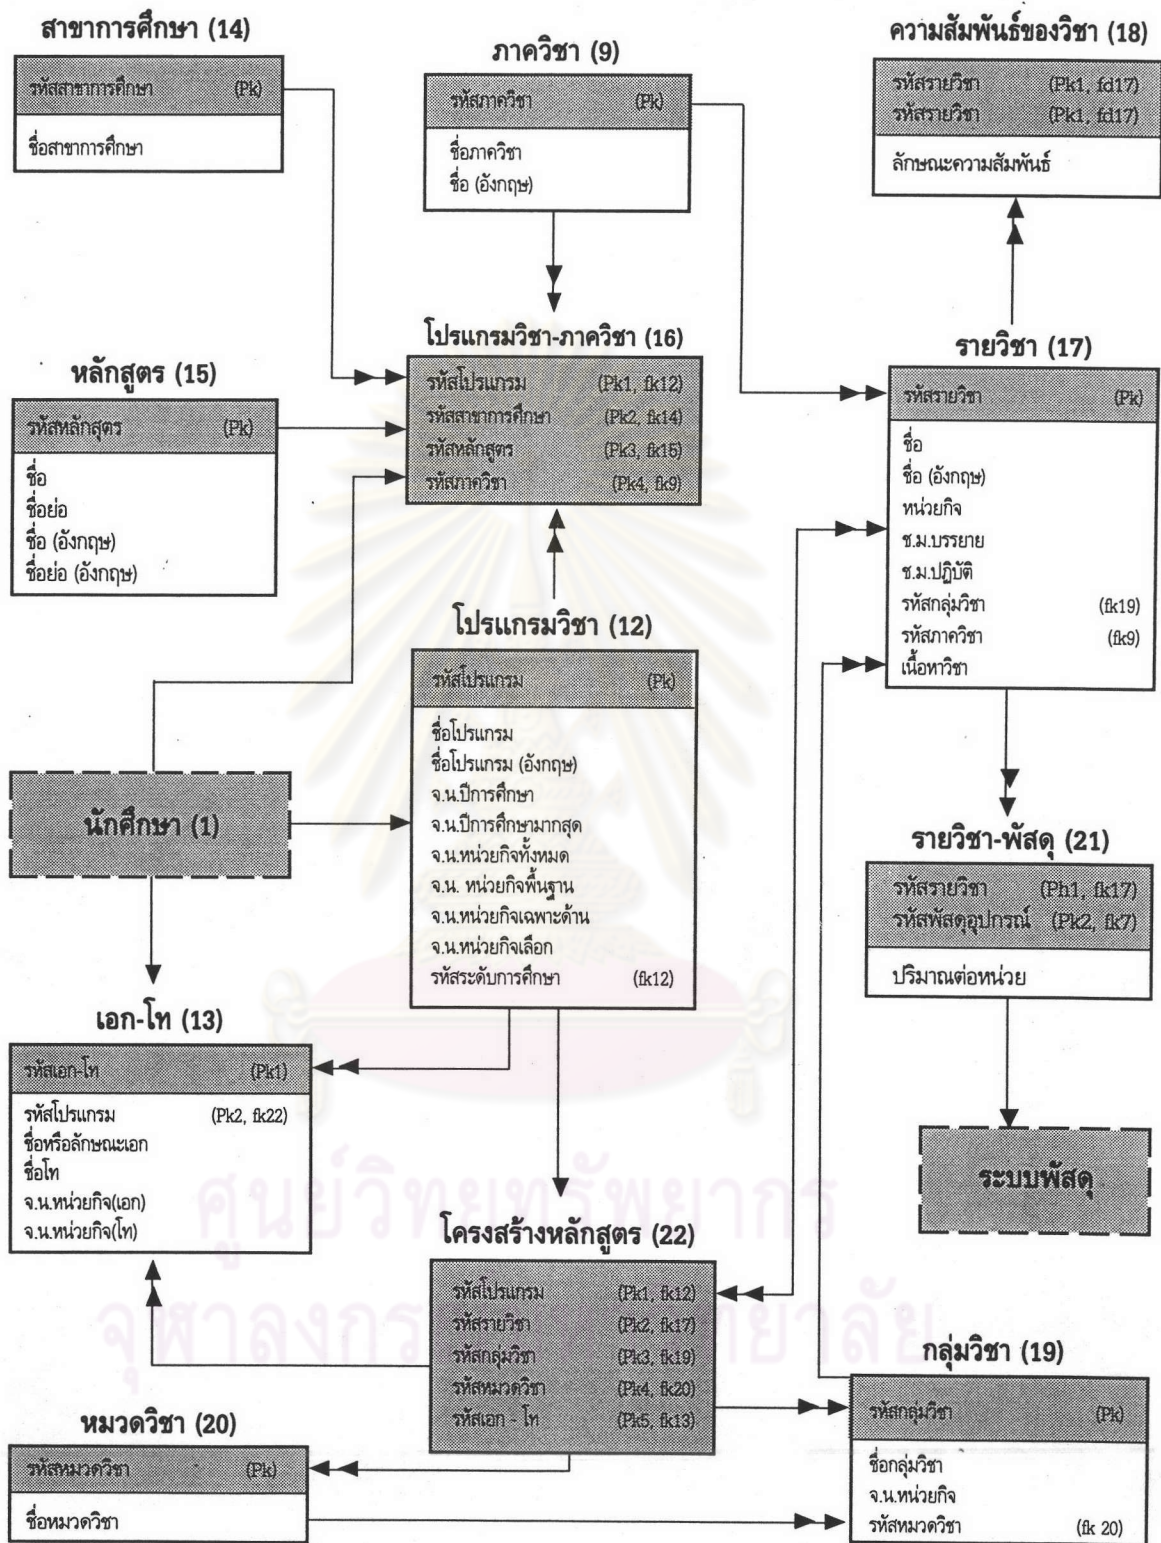 สาขาการศึกษา (14)
รหัสสาขาการศึกษา (Pk)
ชื่อสาขาการศึกษา
ภาควิชา (9)
รหัสภาควิชา (Pk)
ชื่อภาควิชา
ชื่อ (อังกฤษ)
ความสัมพันธ์ของวิชา (18)
รหัสรายวิชา (Pk1, fd17)
รหัสรายวิชา (Pk1, fd17)
ลักษณะความสัมพันธ์
หลักสูตร (15)
รหัสหลักสูตร (Pk)
ชื่อ
ชื่อย่อ
ชื่อ (อังกฤษ)
ชื่อย่อ (อังกฤษ)
โปรแกรมวิชา-ภาควิชา (16)
รหัสโปรแกรม (Pk1, fk12)
รหัสสาขาการศึกษา (Pk2, fk14)
รหัสหลักสูตร (Pk3, fk15)
รหัสภาควิชา (Pk4, fk9)
รายวิชา (17)
รหัสรายวิชา (Pk)
ชื่อ
ชื่อ (อังกฤษ)
หน่วยกิจ
ช.ม.บรรยาย
ช.ม.ปฏิบัติ
รหัสกลุ่มวิชา (fk19)
รหัสภาควิชา (fk9)
เนื้อหาวิชา
โปรแกรมวิชา (12)
รหัสโปรแกรม (Pk)
ชื่อโปรแกรม
ชื่อโปรแกรม (อังกฤษ)
จ.น.ปีการศึกษา
จ.น.ปีการศึกษามากสุด
จ.น.หน่วยกิจทั้งหมด
จ.น. หน่วยกิจพื้นฐาน
จ.น.หน่วยกิจเฉพาะด้าน
จ.น.หน่วยกิจเลือก
รหัสระดับการศึกษา (fk12)
นักศึกษา (1)
รายวิชา-พัสดุ (21)
รหัสรายวิชา (Ph1, fk17)
รหัสพัสดุอุปกรณ์ (Pk2, fk7)
ปริมาณต่อหน่วย
เอก-โท (13)
รหัสเอก-โท (Pk1)
รหัสโปรแกรม (Pk2, fk22)
ชื่อหรือลักษณะเอก
ชื่อโท
จ.น.หน่วยกิจ(เอก)
จ.น.หน่วยกิจ(โท)
ระบบพัสดุ
ศูนย์วิทยทรัพยากร
โครงสร้างหลักสูตร (22)
รหัสโปรแกรม (Pk1, fk12)
รหัสรายวิชา (Pk2, fk17)
รหัสกลุ่มวิชา (Pk3, fk19)
รหัสหมวดวิชา (Pk4, fk20)
รหัสเอก - โท (Pk5, fk13)
กลุ่มวิชา (19)
รหัสกลุ่มวิชา (Pk)
ชื่อกลุ่มวิชา
จ.น.หน่วยกิจ
รหัสหมวดวิชา (fk 20)
หมวดวิชา (20)
รหัสหมวดวิชา (Pk)
ชื่อหมวดวิชา